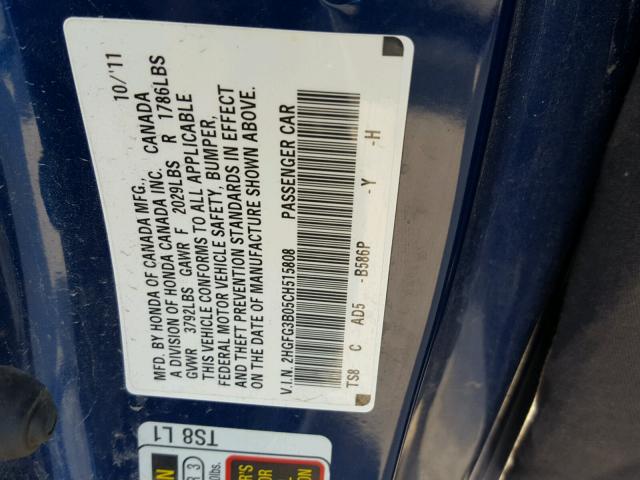 MFD. BY HONDA OF CANADA MFG., 10/'11
A DIVISION OF HONDA CANADA INC. CANADA
GVWR 3732LBS GAWR F 2029LBS R 1786LBS
THIS VEHICLE CONFORMS TO ALL APPLICABLE
FEDERAL MOTOR VEHICLE SAFETY, BUMPER,
AND THEFT PREVENTION STANDARDS IN EFFECT
ON THE DATE OF MANUFACTURE SHOWN ABOVE.
V.I.N. 2HGFG3B05CH515808 PASSENGER CAR
TS8 C AD5 -B586P -Y -H
TS8 L1
R 3